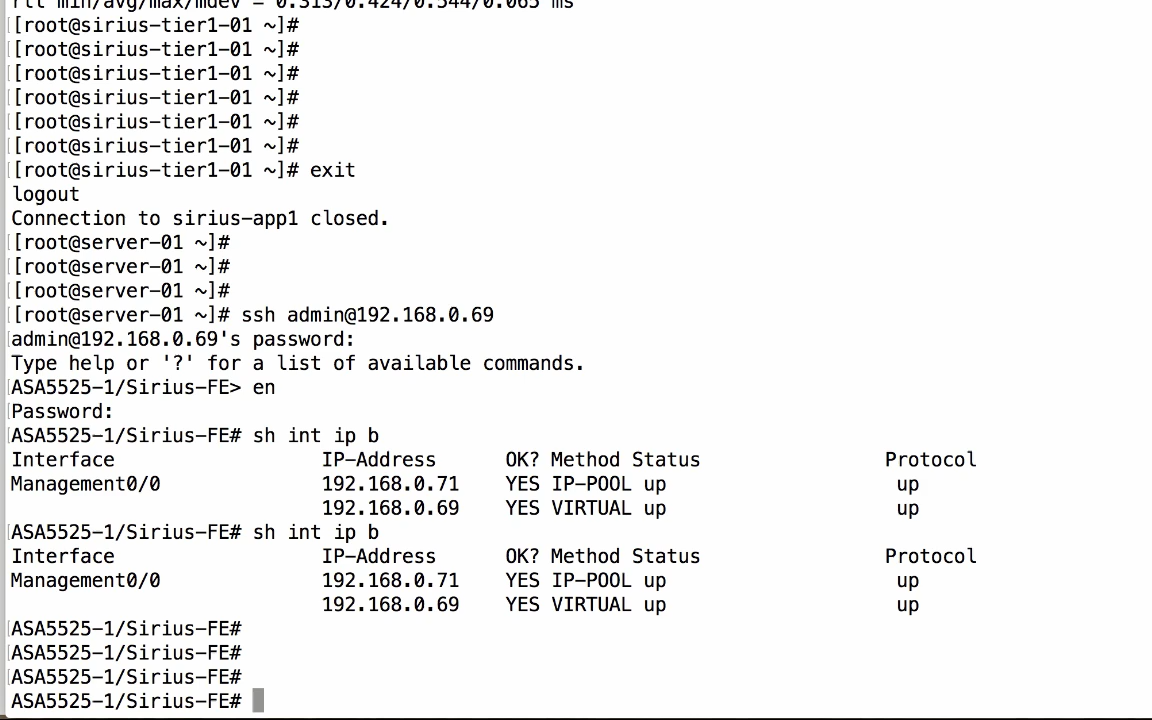 rtt min/avg/max/mdev = 0.313/0.424/0.544/0.065 ms
[[root@sirius-tier1-01 ~]#
[[root@sirius-tier1-01 ~]#
[[root@sirius-tier1-01 ~]#
[[root@sirius-tier1-01 ~]#
[[root@sirius-tier1-01 ~]#
[[root@sirius-tier1-01 ~]#
[[root@sirius-tier1-01 ~]# exit
logout
Connection to sirius-app1 closed.
[[root@server-01 ~]#
[[root@server-01 ~]#
[[root@server-01 ~]#
[[root@server-01 ~]# ssh admin@192.168.0.69
[admin@192.168.0.69's password:
Type help or '?' for a list of available commands.
[ASA5525-1/Sirius-FE> en
[Password:
[ASA5525-1/Sirius-FE# sh int ip b
Interface IP-Address OK? Method Status Protocol
Management0/0 192.168.0.71 YES IP-POOL up up
192.168.0.69 YES VIRTUAL up up
[ASA5525-1/Sirius-FE# sh int ip b
Interface IP-Address OK? Method Status Protocol
Management0/0 192.168.0.71 YES IP-POOL up up
192.168.0.69 YES VIRTUAL up up
[ASA5525-1/Sirius-FE#
[ASA5525-1/Sirius-FE#
[ASA5525-1/Sirius-FE#
ASA5525-1/Sirius-FE#